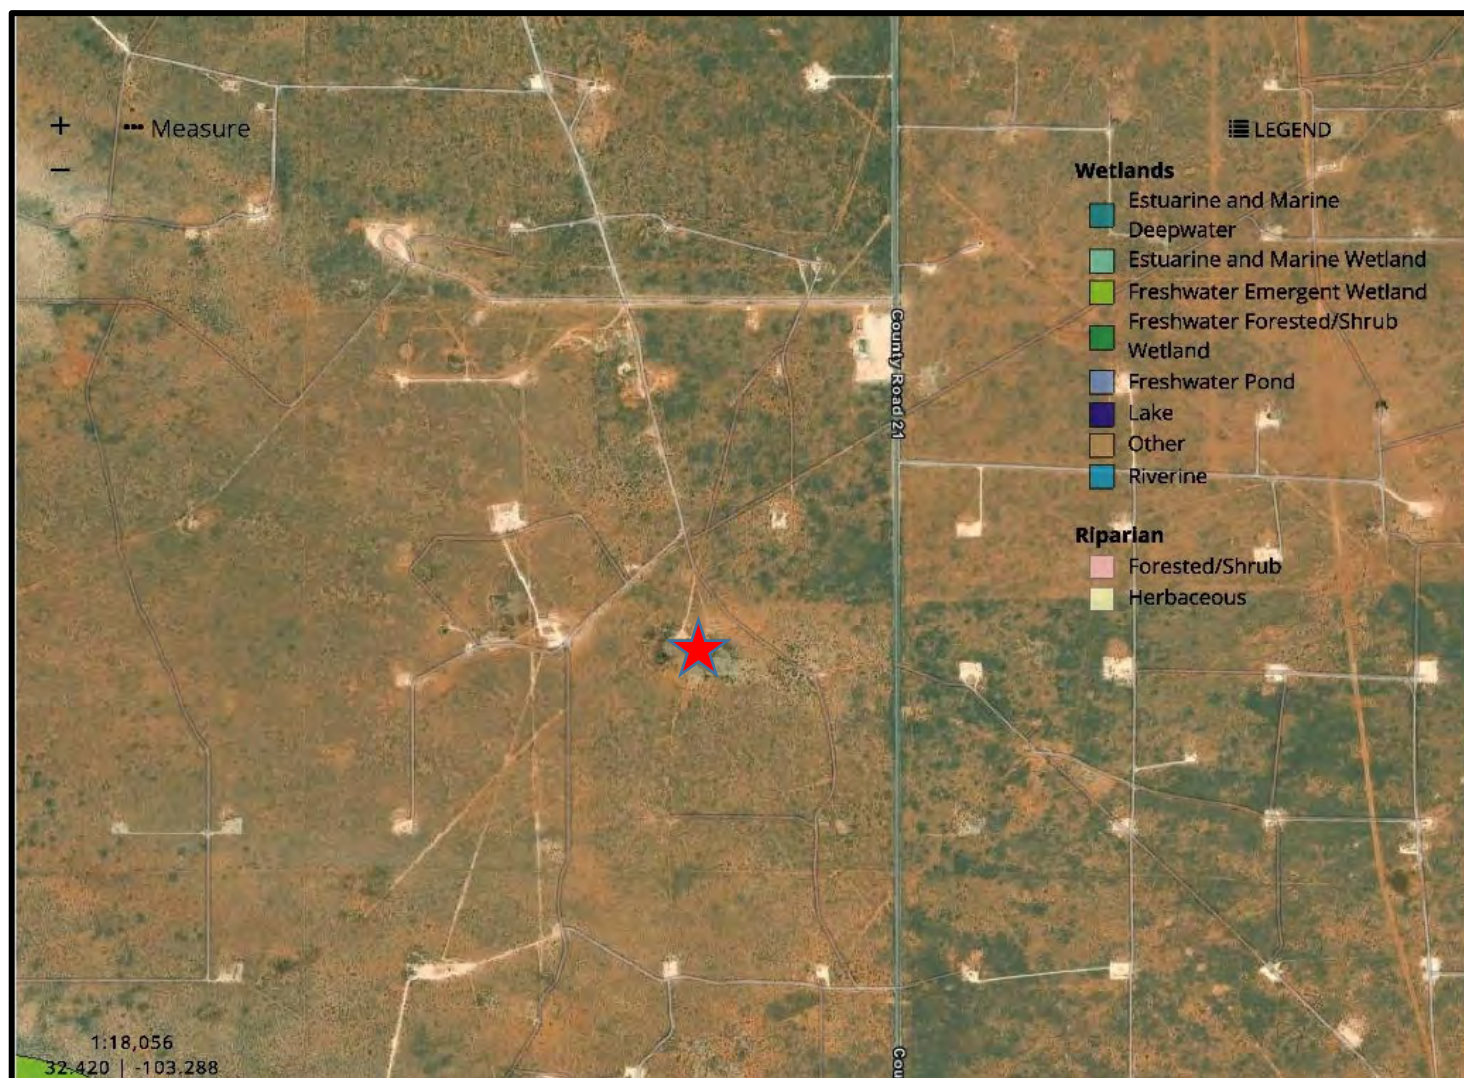 +
Measure
−
LEGEND
Wetlands
Estuarine and Marine
Deepwater
Estuarine and Marine Wetland
Freshwater Emergent Wetland
Freshwater Forested/Shrub
Wetland
Freshwater Pond
Lake
Other
Riverine
Riparian
Forested/Shrub
Herbaceous
County Road 21
Cou
1:18,056
32.420 | -103.288